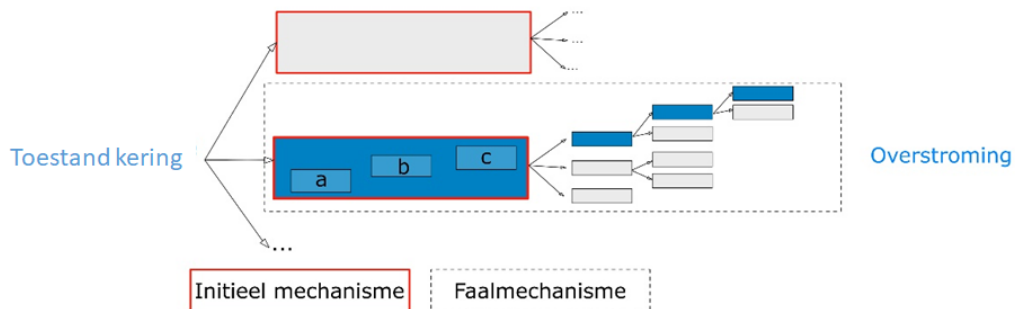 ...
...
...
Toestand kering
a
b
c
Overstroming
...
Initieel mechanisme
Faalmechanisme